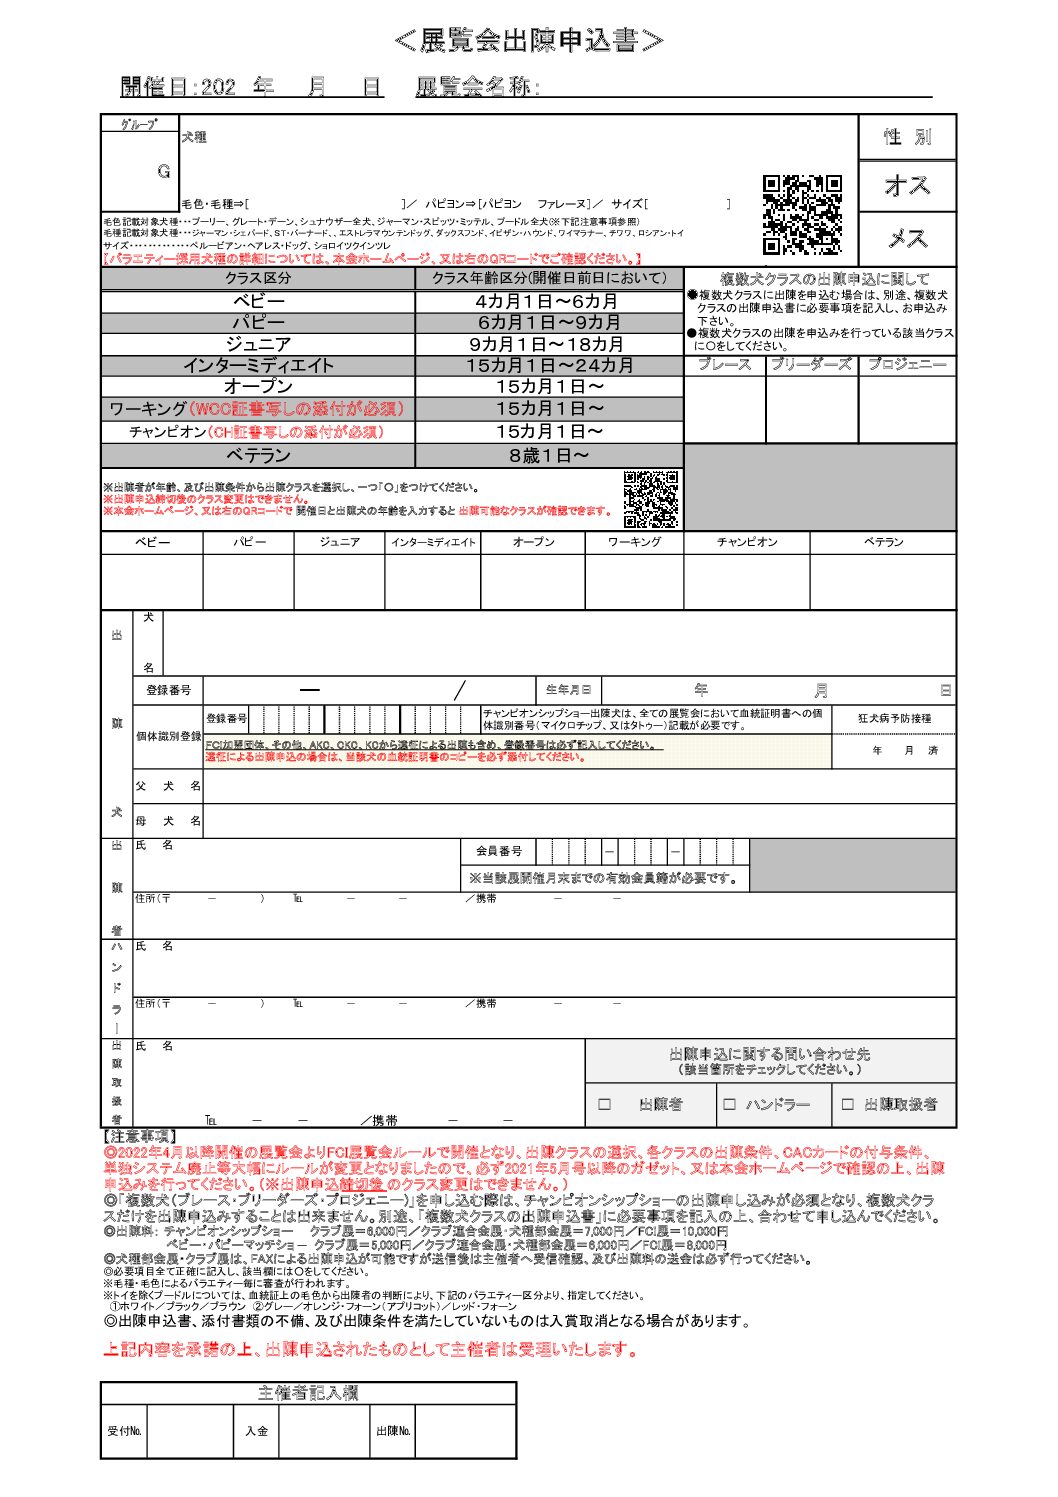 ＜展覧会出陳申込書＞
開催日:202　年　月　日　展覧会名称:
グループ
犬種
性 別
G
オス
毛色・毛種⇒[　　　]／ パピヨン⇒[パピヨン　ファレーヌ]／ サイズ[　　　]
メス
毛色記載対象犬種･･･プーリー、グレート・デーン、シュナウザー全犬、ジャーマン・スピッツ・ミッテル、プードル全犬(※下記注意事項参照)
毛種記載対象犬種･･･ジャーマン・シェパード、ST・バーナード、、エストレラマウンテンドッグ、ダックスフンド、イビザン・ハウンド、ワイマラナー、チワワ、ロシアン・トイ
サイズ･･････････････ペルービアン・ヘアレス・ドッグ、ショロイツクインツレ
【バラエティー採用犬種の詳細については、本会ホームページ、又は右のQRコードでご確認ください。】
クラス区分　クラス年齢区分(開催日前日において)
ベビー　4カ月1日～6カ月
パピー　6カ月1日～9カ月
ジュニア　9カ月1日～18カ月
インターミディエイト　15カ月1日～24カ月
オープン　15カ月1日～
ワーキング(WCC証書写しの添付が必須)　15カ月1日～
チャンピオン(CH証書写しの添付が必須)　15カ月1日～
ベテラン　8歳1日～
複数犬クラスの出陳申込に関して
●複数犬クラスに出陳を申込む場合は、別途、複数犬
クラスの出陳申込書に必要事項を記入し、お申込み
下さい。
●複数犬クラスの出陳を申込みを行っている該当クラス
に○をしてください。
ブレース　ブリーダーズ　プロジェニー
※出陳者が年齢、及び出陳条件から出陳クラスを選択し、一つ「○」をつけてください。
※出陳申込締切後のクラス変更はできません。
※本会ホームページ、又は右のQRコードで 開催日と出陳犬の年齢を入力すると 出陳可能なクラスが確認できます。
ベビー　パピー　ジュニア　インターミディエイト　オープン　ワーキング　チャンピオン　ベテラン
出　陳　犬
犬　名
登録番号　―　／　生年月日　年　月　日
個体識別登録　登録番号
チャンピオンシップショー出陳犬は、全ての展覧会において血統証明書への個
体識別番号(マイクロチップ、又はタトゥー)記載が必要です。
狂犬病予防接種
FCI加盟団体、その他、AKC、CKC、KCから遠征による出陳も含め、登録番号は必ず記入してください。
遠征による出陳申込の場合は、当該犬の血統証明書のコピーを必ず添付してください。
年　月　済
父 犬 名
母 犬 名
出　陳　者
氏　名
会員番号　－　－
※当該展開催月末までの有効会員籍が必要です。
住所(〒　－　)　℡　－　－　／携帯　－　－
ハンドラー
氏　名
住所(〒　－　)　℡　－　－　／携帯　－　－
出陳取扱者
氏　名
出陳申込に関する問い合わせ先
(該当箇所をチェックしてください。)
□　出陳者　□ ハンドラー　□ 出陳取扱者
℡　－　－　／携帯　－　－
【注意事項】
◎2022年4月以降開催の展覧会よりFCI展覧会ルールで開催となり、出陳クラスの選択、各クラスの出陳条件、CACカードの付与条件、
単独システム廃止等大幅にルールが変更となりましたので、必ず2021年5月号以降のガゼット、又は本会ホームページで確認の上、出陳
申込みを行ってください。(※出陳申込締切後 のクラス変更はできません。)
◎「複数犬(ブレース・ブリーダーズ・プロジェニー)」を申し込む際は、チャンピオンシップショーの出陳申し込みが必須となり、複数犬クラ
スだけを出陳申込みすることは出来ません。別途、「複数犬クラスの出陳申込書」に必要事項を記入の上、合わせて申し込んでください。
◎出陳料: チャンピオンシップショー　クラブ展＝6,000円／クラブ連合会展・犬種部会展＝7,000円／FCI展＝10,000円
ベビー・パピーマッチショー　クラブ展＝5,000円／クラブ連合会展・犬種部会展＝6,000円／FCI展＝8,000円
◎犬種部会展・クラブ展は、FAXによる出陳申込が可能ですが送信後は主催者へ受信確認、及び出陳料の送金は必ず行ってください。
◎必要項目全て正確に記入し、該当欄には○をしてください。
※毛種・毛色によるバラエティー毎に審査が行われます。
※トイを除くプードルについては、血統証上の毛色から出陳者の判断により、下記のバラエティー区分より、指定してください。
①ホワイト／ブラック／ブラウン　②グレー／オレンジ・フォーン(アプリコット)／レッド・フォーン
◎出陳申込書、添付書類の不備、及び出陳条件を満たしていないものは入賞取消となる場合があります。
上記内容を承諾の上、出陳申込されたものとして主催者は受理いたします。
主催者記入欄
受付№　入金　出陳№